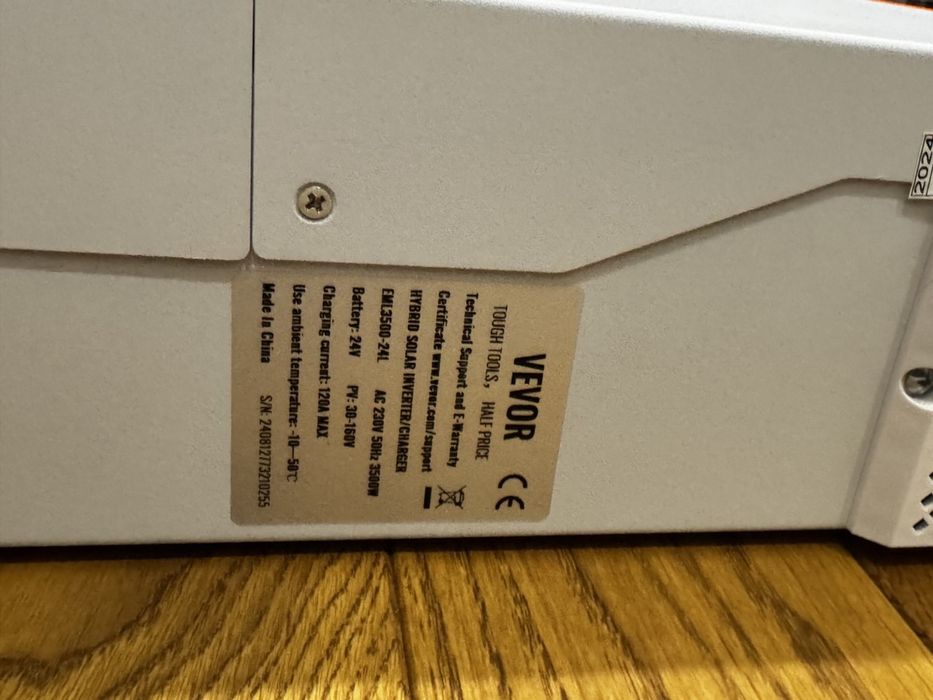 VEVOR
TOUGH TOOLS, HALF PRICE
CE
Technical Support and E-Warranty
Certificate www.vevor.com/support
HYBRID SOLAR INVERTER/CHARGER
EML3500-24L AC 230V 50Hz 3500W
Battery: 24V PV: 30-160V
Charging current: 120A MAX
Use ambient temperature: -10—50℃
Made In China S/N: 240812773210255
2024